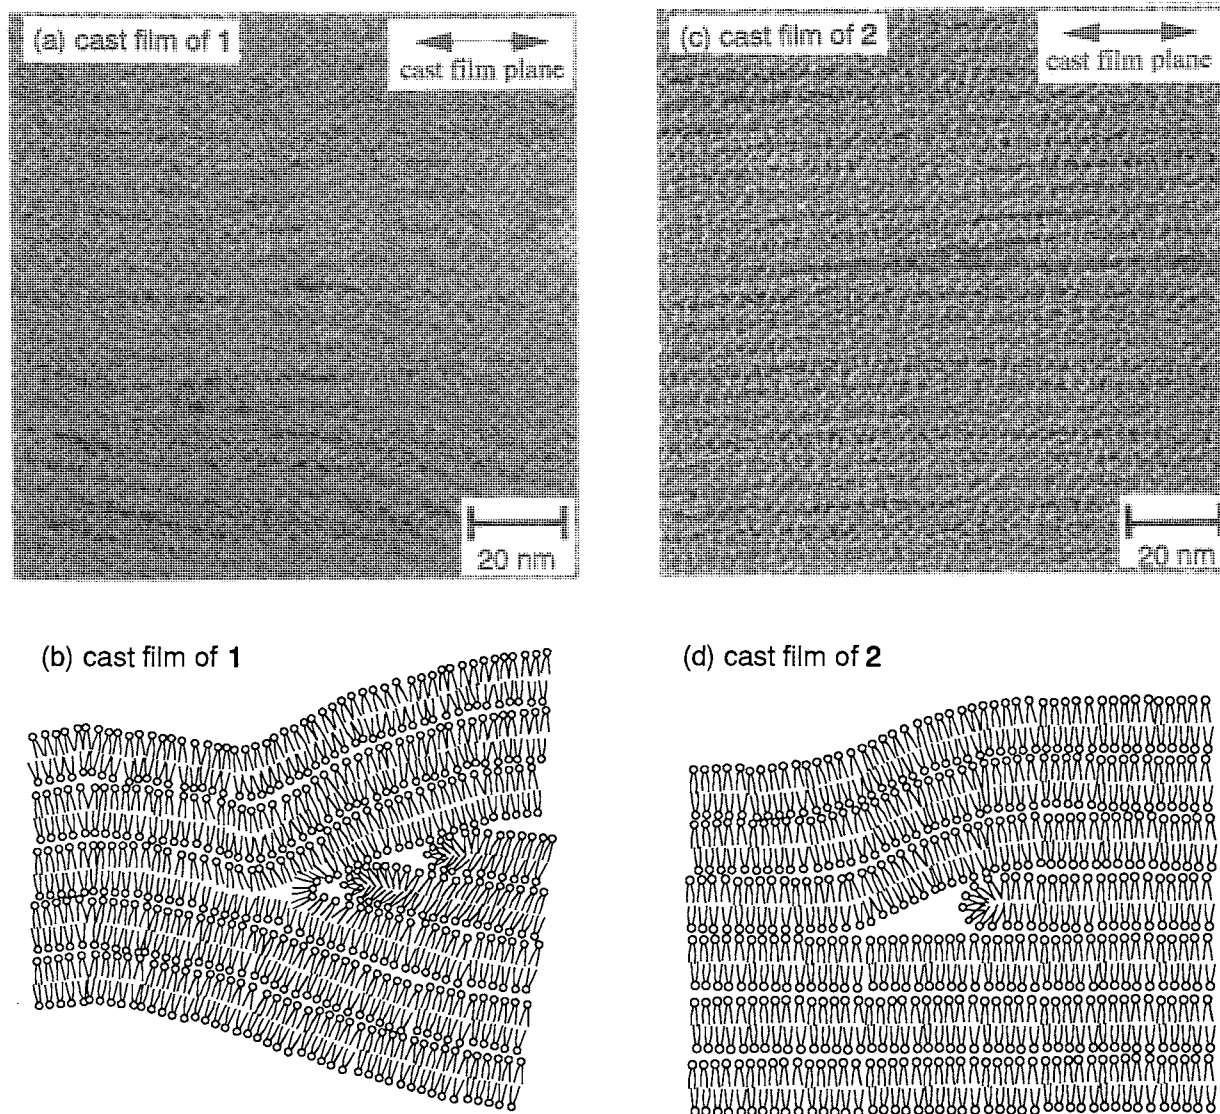 (a) cast film of 1
cast film plane
20 nm
(c) cast film of 2
cast film plane
20 nm
(b) cast film of 1
(d) cast film of 2